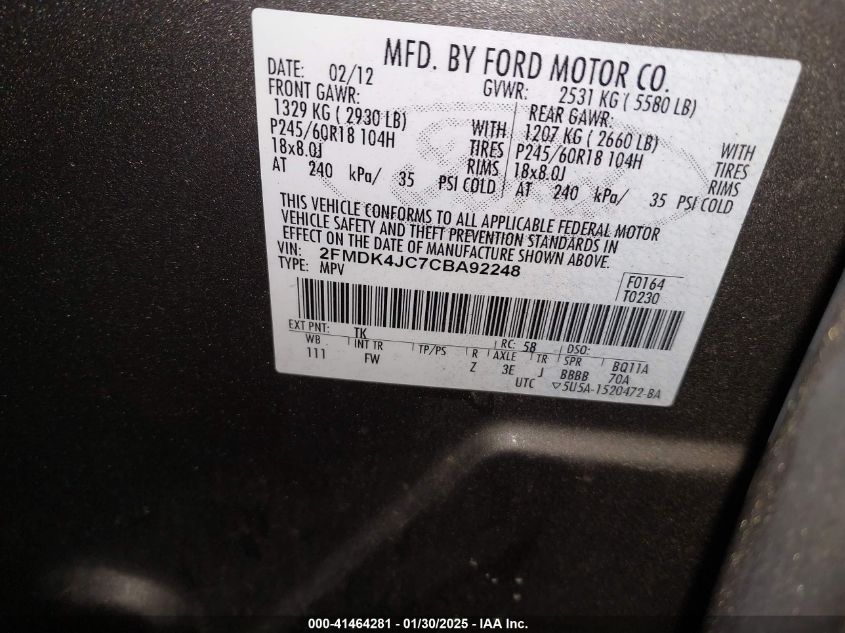 MFD. BY FORD MOTOR CO.
DATE: 02/12 GVWR: 2531 KG ( 5580 LB)
FRONT GAWR: REAR GAWR:
1329 KG ( 2930 LB) WITH 1207 KG ( 2660 LB) WITH
P245/60R18 104H TIRES P245/60R18 104H TIRES
18x8.0J RIMS 18x8.0J RIMS
AT 240 kPa/ 35 PSI COLD AT 240 kPa/ 35 PSI COLD
THIS VEHICLE CONFORMS TO ALL APPLICABLE FEDERAL MOTOR
VEHICLE SAFETY AND THEFT PREVENTION STANDARDS IN
EFFECT ON THE DATE OF MANUFACTURE SHOWN ABOVE.
VIN: 2FMDK4JC7CBA92248
TYPE: MPV
F0164
T0230
EXT PNT: TK RC: 58 DSO:
WB INT TR TP/PS R AXLE TR SPR BQ11A
111 FW Z 3E J BBBB 70A
UTC ▽5U5A-1520472-BA
000-41464281 - 01/30/2025 - IAA Inc.